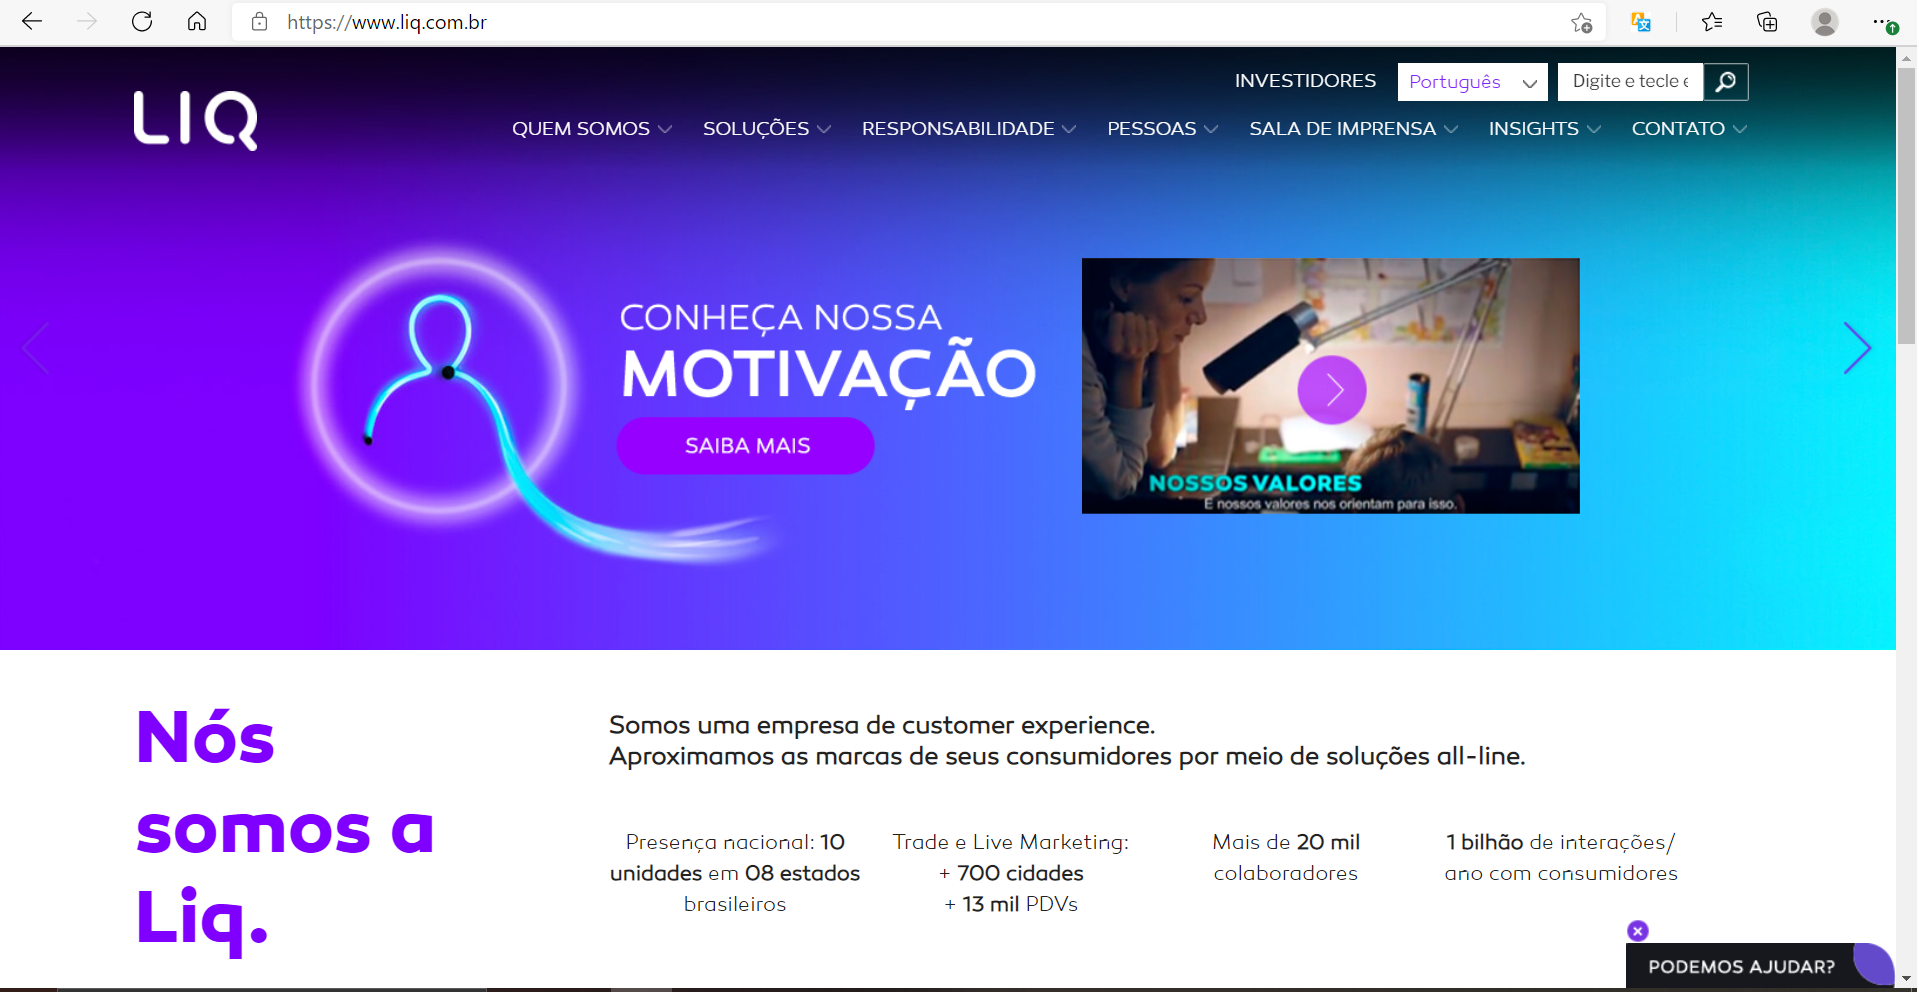 https://www.liq.com.br
INVESTIDORES
Português
Digite e tecle e
LIQ
QUEM SOMOS
SOLUÇÕES
RESPONSABILIDADE
PESSOAS
SALA DE IMPRENSA
INSIGHTS
CONTATO
CONHEÇA NOSSA
MOTIVAÇÃO
SAIBA MAIS
NOSSOS VALORES
E nossos valores nos orientam para isso.
Nós
somos a
Liq.
Somos uma empresa de customer experience.
Aproximamos as marcas de seus consumidores por meio de soluções all-line.
Presença nacional: 10
unidades em 08 estados
brasileiros
Trade e Live Marketing:
+ 700 cidades
+ 13 mil PDVs
Mais de 20 mil
colaboradores
1 bilhão de interações/
ano com consumidores
PODEMOS AJUDAR?